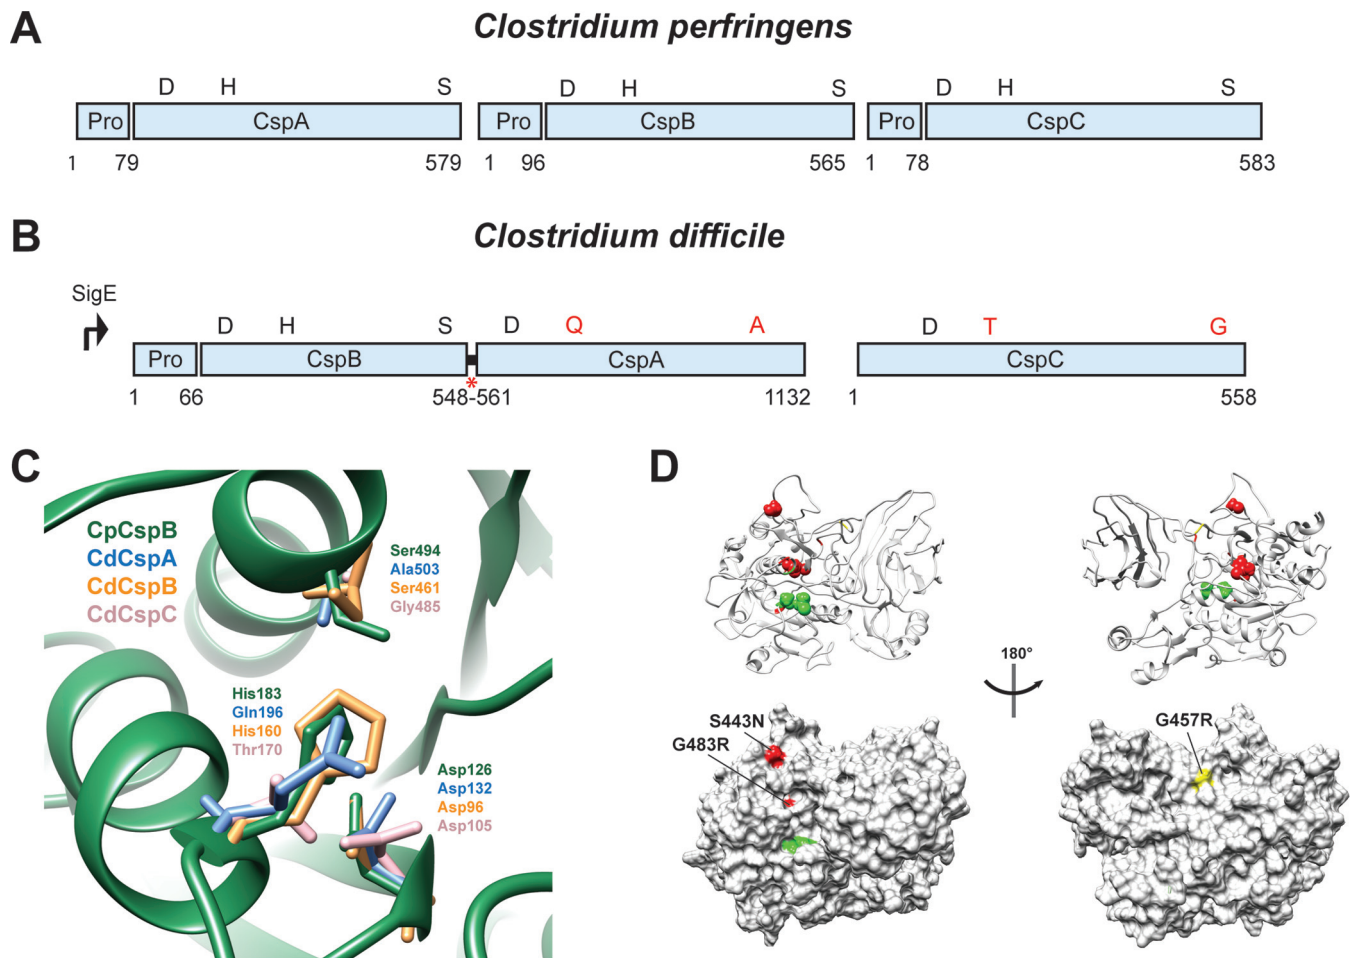 A
Clostridium perfringens
D H S D H S D H S
Pro CspA Pro CspB Pro CspC
1 79 579 1 96 565 1 78 583
B
Clostridium difficile
SigE
D H S D Q A D T G
Pro CspB CspA CspC
*
1 66 548-561 1132 1 558
C
CpCspB
CdCspA
CdCspB
CdCspC
Ser494
Ala503
Ser461
Gly485
His183
Gln196
His160
Thr170
Asp126
Asp132
Asp96
Asp105
D
180°
S443N
G483R
G457R